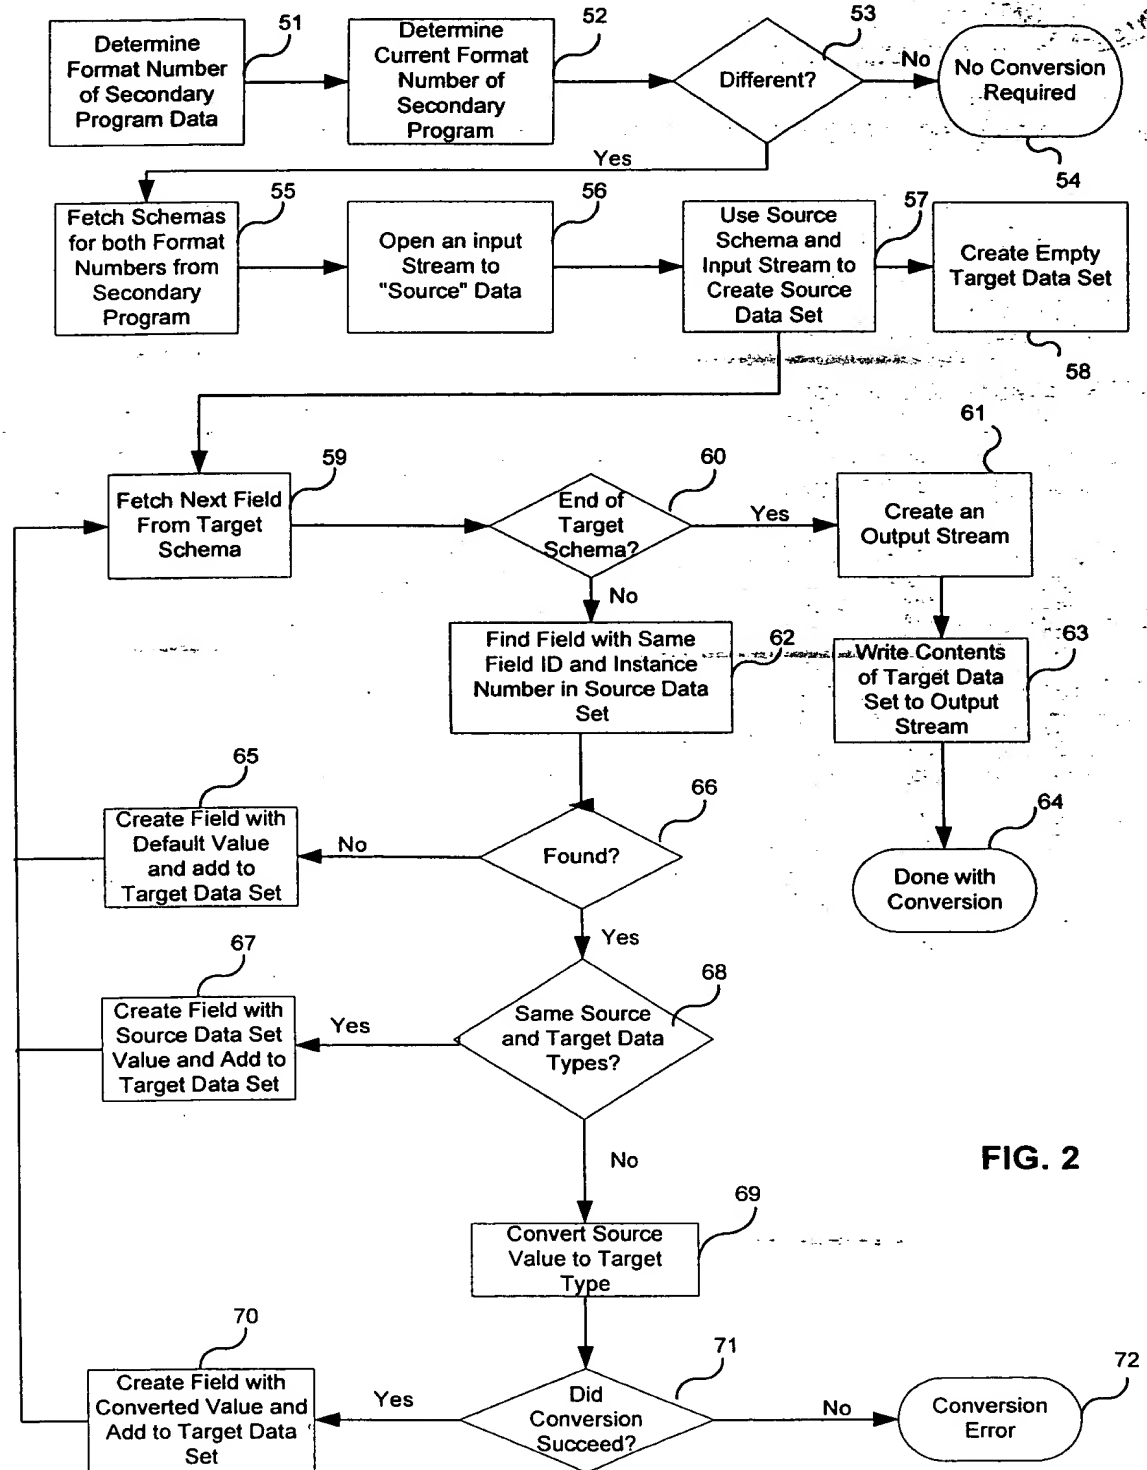 51
Determine
Format Number
of Secondary
Program Data
52
Determine
Current Format
Number of
Secondary
Program
53
Different?
No
No Conversion
Required
54
Yes
55
Fetch Schemas
for both Format
Numbers from
Secondary
Program
56
Open an input
Stream to
"Source" Data
57
Use Source
Schema and
Input Stream to
Create Source
Data Set
Create Empty
Target Data Set
58
59
Fetch Next Field
From Target
Schema
60
End of
Target
Schema?
Yes
61
Create an
Output Stream
No
62
Find Field with Same
Field ID and Instance
Number in Source Data
Set
63
Write Contents
of Target Data
Set to Output
Stream
65
Create Field with
Default Value
and add to
Target Data Set
No
66
Found?
64
Done with
Conversion
Yes
67
Create Field with
Source Data Set
Value and Add to
Target Data Set
Yes
68
Same Source
and Target Data
Types?
No
FIG. 2
69
Convert Source
Value to Target
Type
70
Create Field with
Converted Value and
Add to Target Data
Set
Yes
71
Did
Conversion
Succeed?
No
72
Conversion
Error